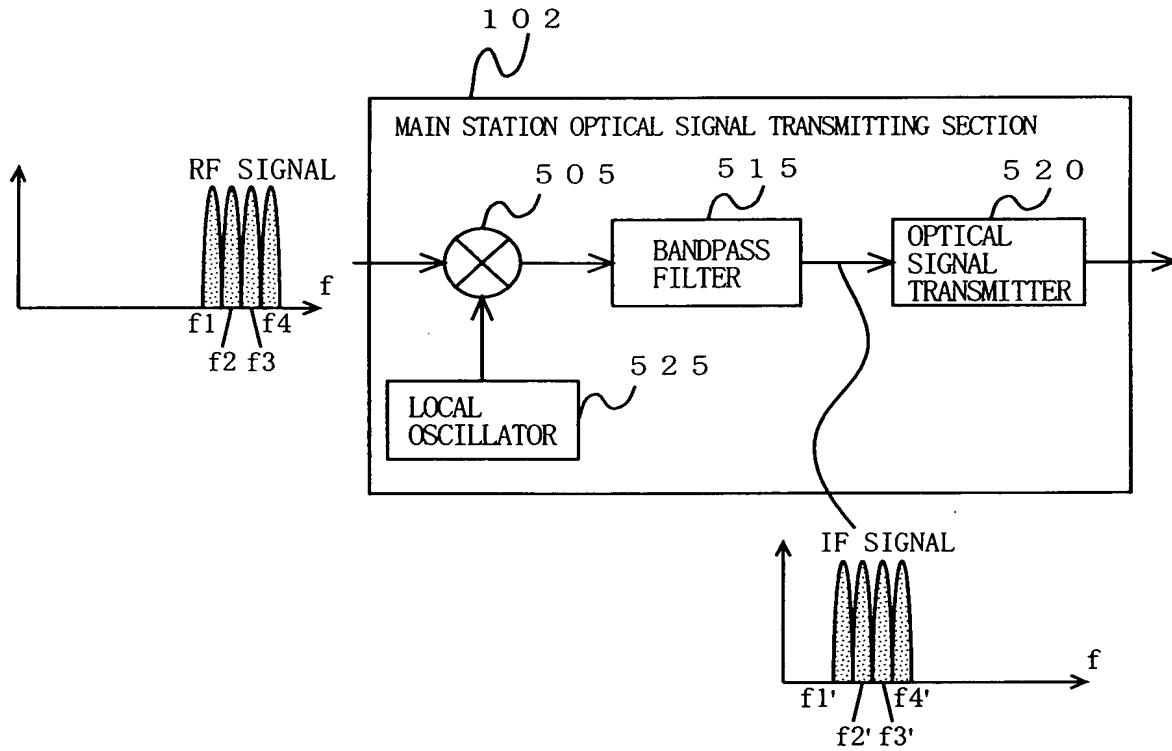 102
MAIN STATION OPTICAL SIGNAL TRANSMITTING SECTION
RF SIGNAL
505
515
520
BANDPASS
FILTER
OPTICAL
SIGNAL
TRANSMITTER
f
f1
f4
f2
f3
525
LOCAL
OSCILLATOR
IF SIGNAL
f
f1'
f4'
f2'
f3'